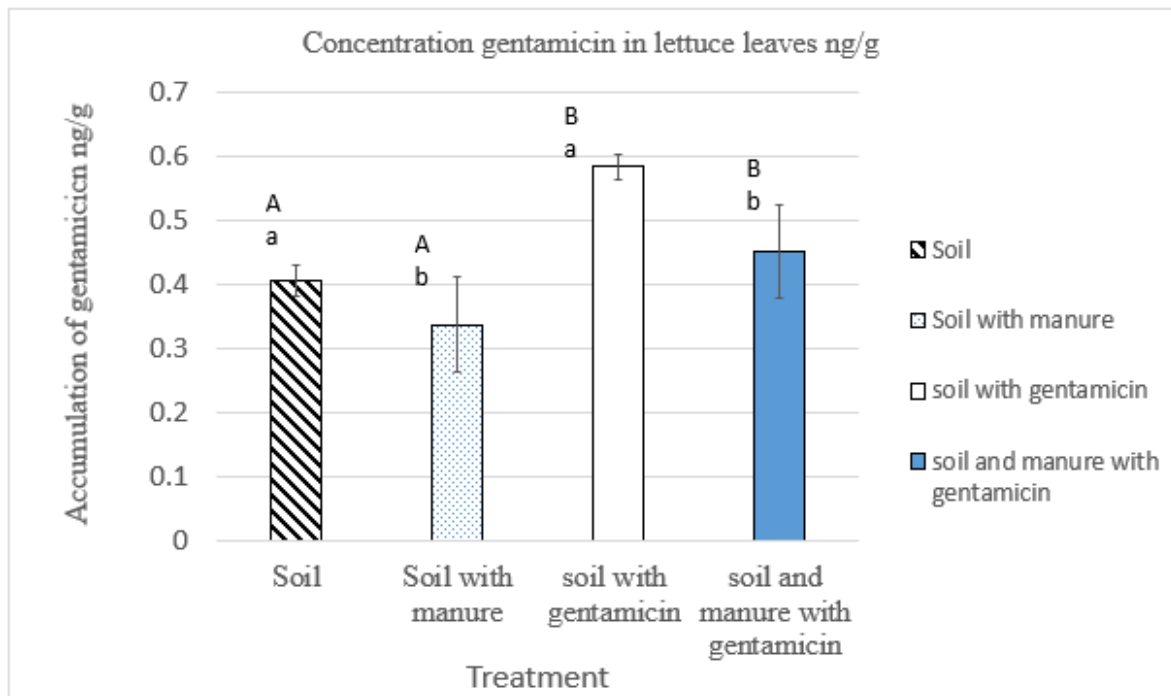 Concentration gentamicin in lettuce leaves ng/g
Accumulation of gentamicicn ng/g
0.7
0.6
0.5
0.4
0.3
0.2
0.1
0
A
a
A
b
B
a
B
b
Soil
Soil with
manure
soil with
gentamicin
soil and
manure with
gentamicin
Treatment
Soil
Soil with manure
soil with gentamicin
soil and manure with
gentamicin